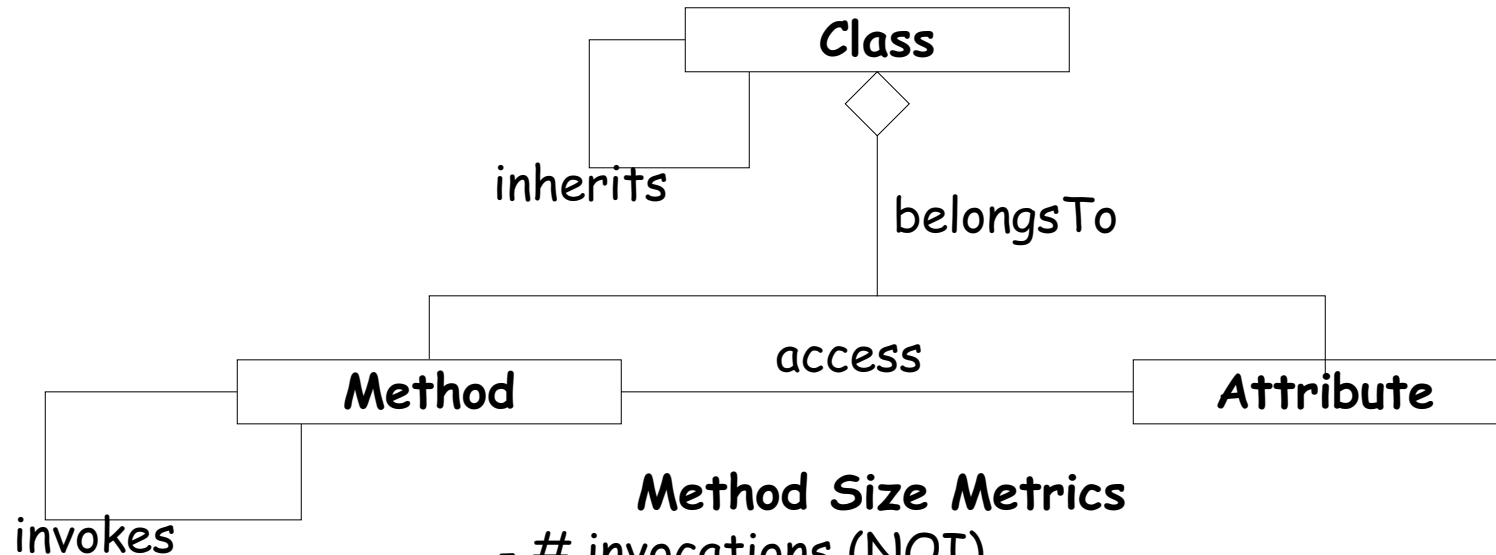 Class
inherits
belongsTo
access
Method
Attribute
Method Size Metrics
invokes
- # invocations (NOI)